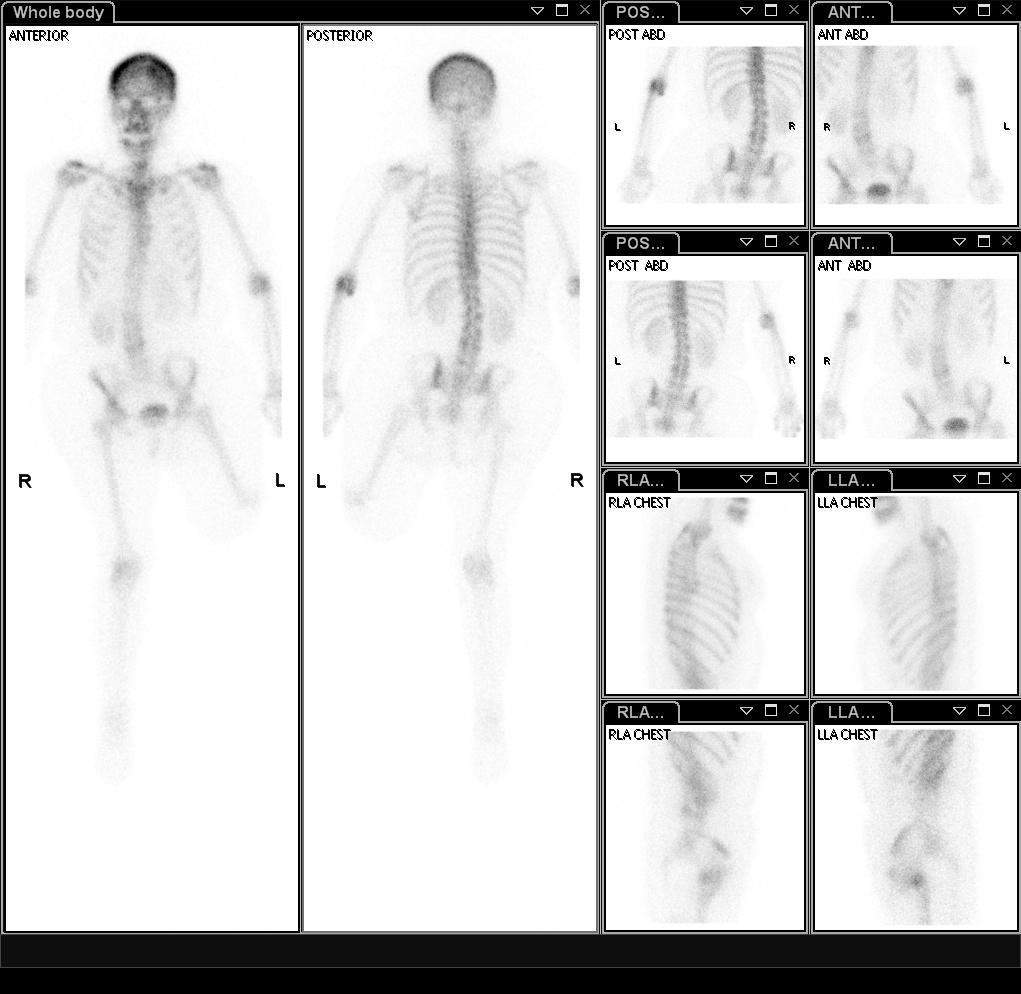 Whole body
ANTERIOR
POSTERIOR
R
L
L
R
POS...
ANT...
POST ABD
ANT ABD
L
R
R
L
POS...
ANT...
POST ABD
ANT ABD
L
R
R
L
RLA...
LLA...
RLA CHEST
LLA CHEST
RLA...
LLA...
RLA CHEST
LLA CHEST